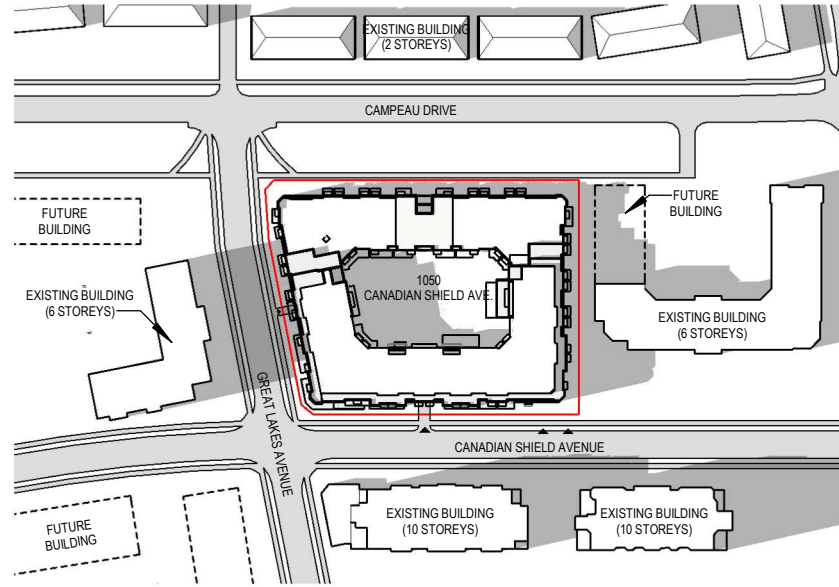 EXISTING BUILDING
(2 STOREYS)
CAMPEAU DRIVE
FUTURE
BUILDING
FUTURE
BUILDING
1050
CANADIAN SHIELD AVE.
EXISTING BUILDING
(6 STOREYS)
EXISTING BUILDING
(6 STOREYS)
GREAT LAKES AVENUE
CANADIAN SHIELD AVENUE
EXISTING BUILDING
(10 STOREYS)
EXISTING BUILDING
(10 STOREYS)
FUTURE
BUILDING